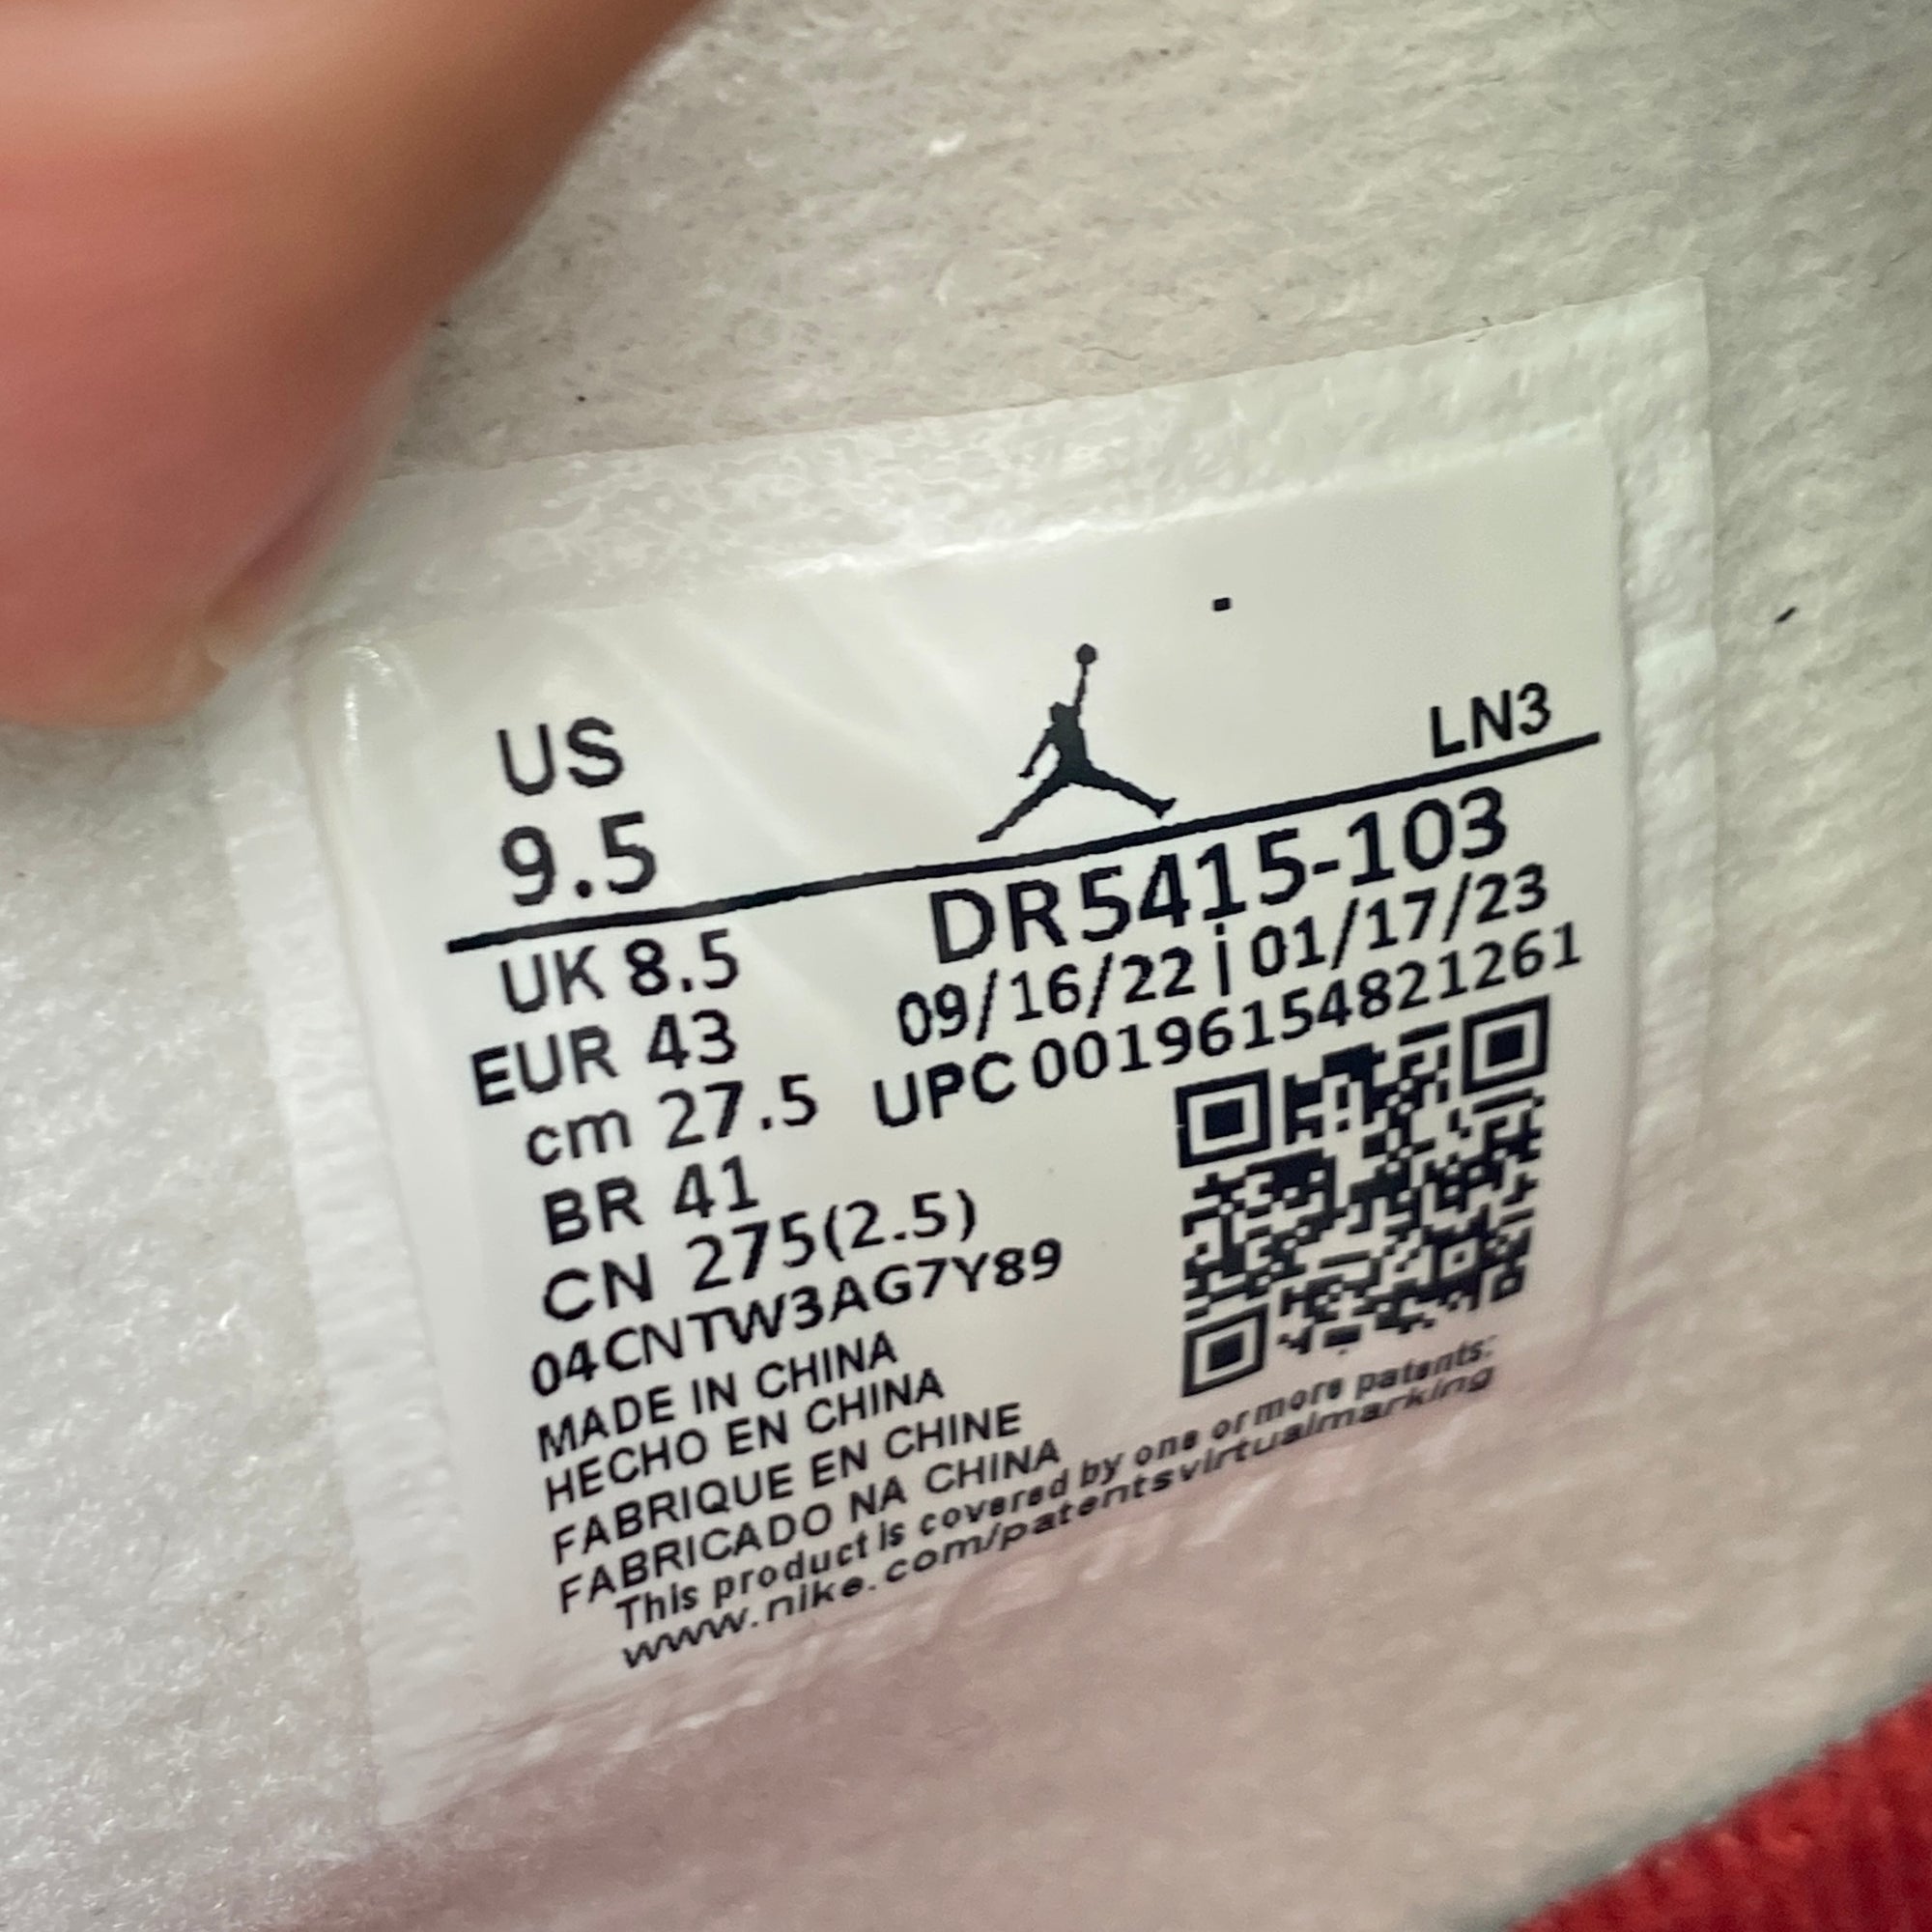 US
9.5
LN3
UK 8.5
EUR 43
cm 27.5
BR 41
CN 275(2.5)
DR5415-103
09/16/22 | 01/17/23
UPC 00196154821261
04CNTW3AG7Y89
MADE IN CHINA
HECHO EN CHINA
FABRIQUE EN CHINE
FABRICADO NA CHINA
This product is covered by one or more patents:
www.nike.com/patentsvirtualmarking